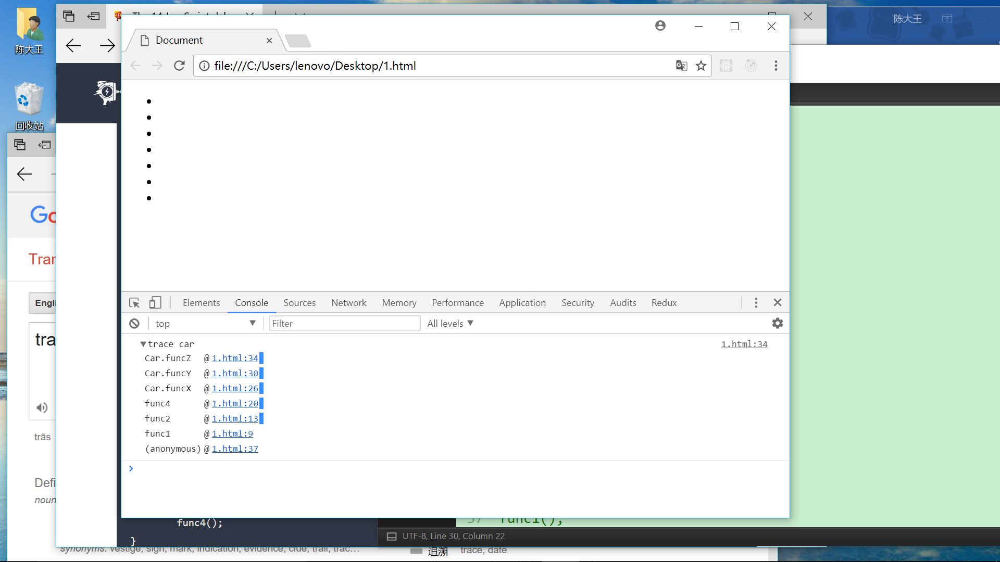 陈大王
回收站
陈大王
Document
file:///C:/Users/lenovo/Desktop/1.html
Elements Console Sources Network Memory Performance Application Security Audits Redux
top Filter All levels
trace car 1.html:34
Car.funcZ @ 1.html:34
Car.funcY @ 1.html:30
Car.funcX @ 1.html:26
func4 @ 1.html:20
func2 @ 1.html:13
func1 @ 1.html:9
(anonymous) @ 1.html:37
>
Go
Tran
Engli
tra
trās
Defi
noun
func4();
}
37 func1();
UTF-8, Line 30, Column 22
synonyms: vestige, sign, mark, indication, evidence, clue, trail, trac…
追溯 trace, date